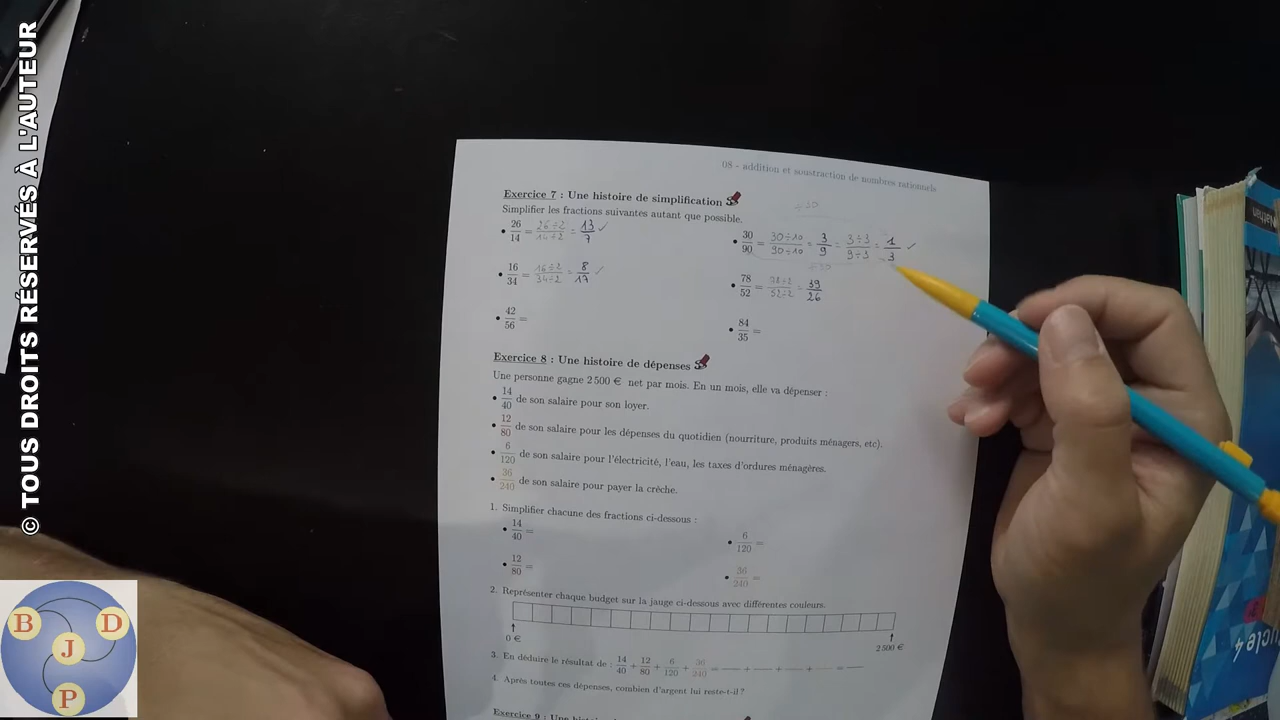 © TOUS DROITS RÉSERVÉS À L'AUTEUR
08 - addition et soustraction de nombres rationnels
Exercice 7 : Une histoire de simplification
Simplifier les fractions suivantes autant que possible.
• 26/14 = 26÷2/14÷2 = 13/7 ✓
• 16/34 = 16÷2/34÷2 = 8/17 ✓
• 42/56 =
÷30
• 30/90 = 30÷10/90÷10 = 3/9 = 3÷3/9÷3 = 1/3 ✓
÷30
• 78/52 = 78÷2/52÷2 = 39/26
• 84/35 =
Exercice 8 : Une histoire de dépenses
Une personne gagne 2 500 € net par mois. En un mois, elle va dépenser :
• 14/40 de son salaire pour son loyer.
• 12/80 de son salaire pour les dépenses du quotidien (nourriture, produits ménagers, etc).
• 6/120 de son salaire pour l'électricité, l'eau, les taxes d'ordures ménagères.
• 36/240 de son salaire pour payer la crèche.
1. Simplifier chacune des fractions ci-dessous :
• 14/40 =
• 12/80 =
• 6/120 =
• 36/240 =
2. Représenter chaque budget sur la jauge ci-dessous avec différentes couleurs.
0 €
2 500 €
3. En déduire le résultat de : 14/40 + 12/80 + 6/120 + 36/240 = — + — + — + — = —
4. Après toutes ces dépenses, combien d'argent lui reste-t-il ?
Exercice 9 : Une
Nathan
cycle 4
B
D
J
P